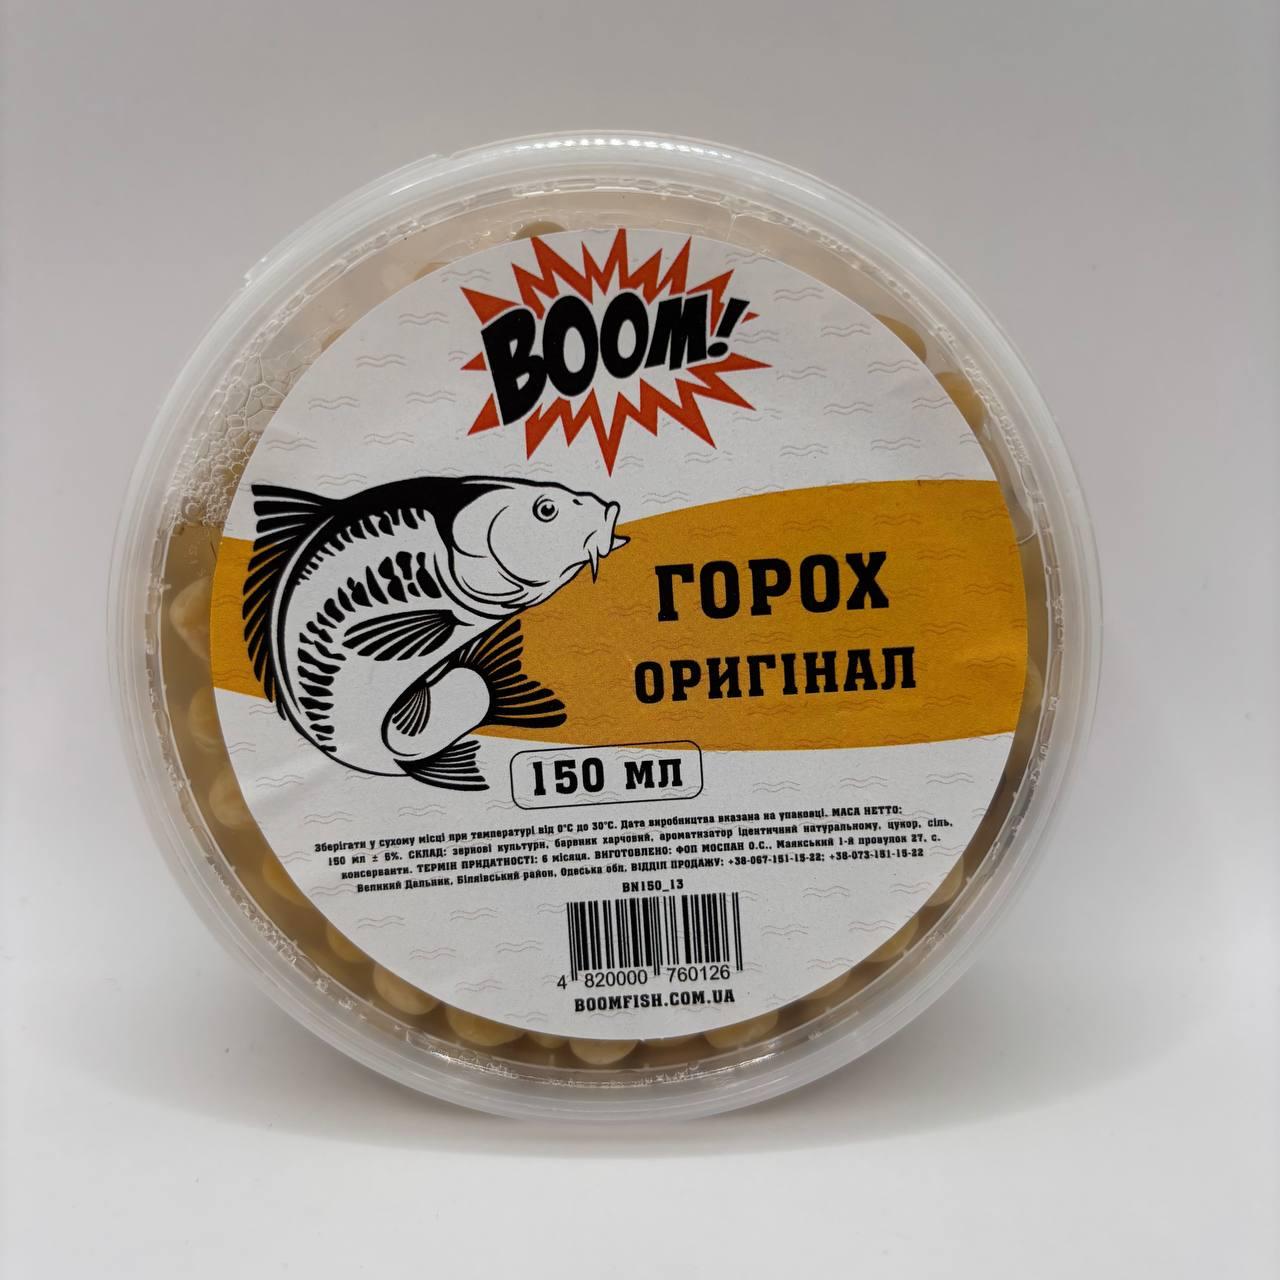 BOOM!
ГОРОХ
ОРИГІНАЛ
150 МЛ
Зберігати у сухому місці при температурі від 0°С до 30°С. Дата виробництва вказана на упаковці. МАСА НЕТТО:
150 мл ± 5%. СКЛАД: зернові культури, барвник харчовий, ароматизатор ідентичний натуральному, цукор, сіль,
консерванти. ТЕРМІН ПРИДАТНОСТІ: 6 місяця. ВИГОТОВЛЕНО: ФОП МОСПАН О.С., Маякський 1-й провулок 27, с.
Великий Дальник, Біляївський район, Одеська обл. ВІДДІЛ ПРОДАЖУ: +38-067-151-15-22; +38-073-151-15-22
BN150_13
4 820000 760126
BOOMFISH.COM.UA